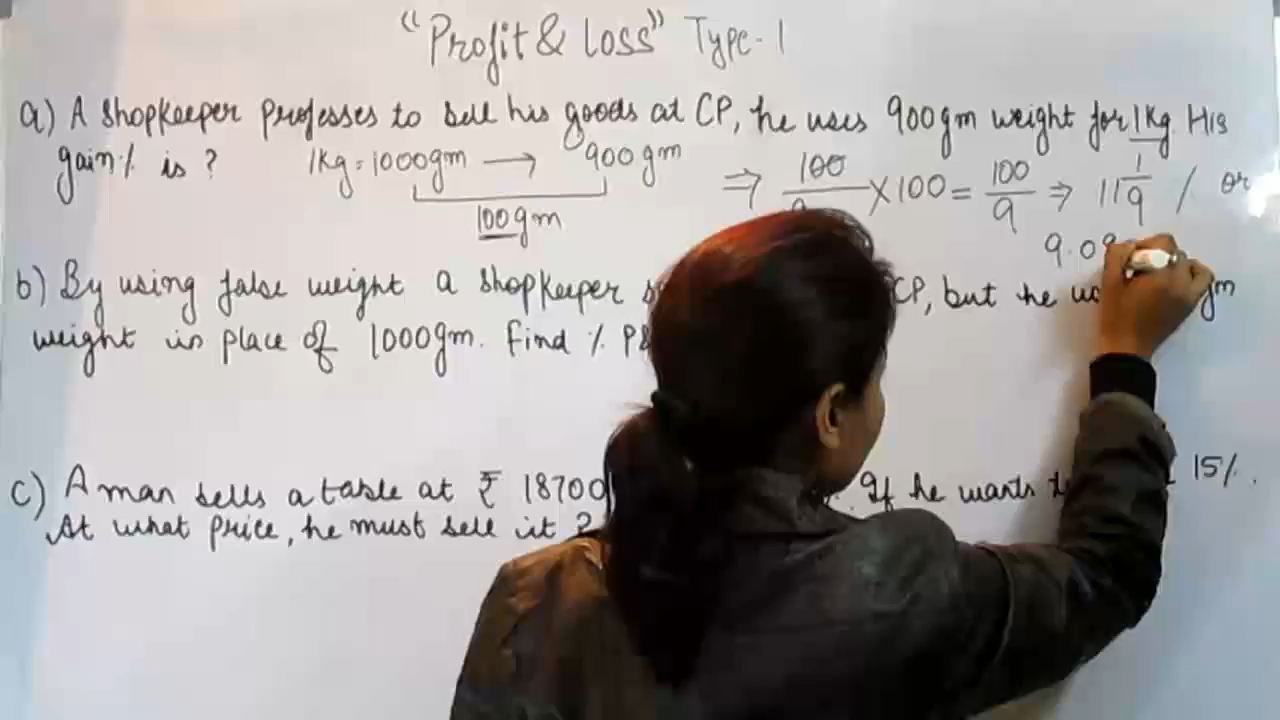 "Profit & Loss" Type-1
a) A shopkeeper professes to sell his goods at CP, he uses 900gm weight for 1Kg. His
gain% is? 1Kg = 1000gm → 900gm
100gm
⇒ 100/9 × 100 = 100/9 ⇒ 11 1/9 % or
9.09
b) By using false weight a shopkeeper CP, but he gm
weight in place of 1000gm. Find %
c) A man sells a table at ₹ 18700 If he wants 15%.
At what price, he must sell it ?